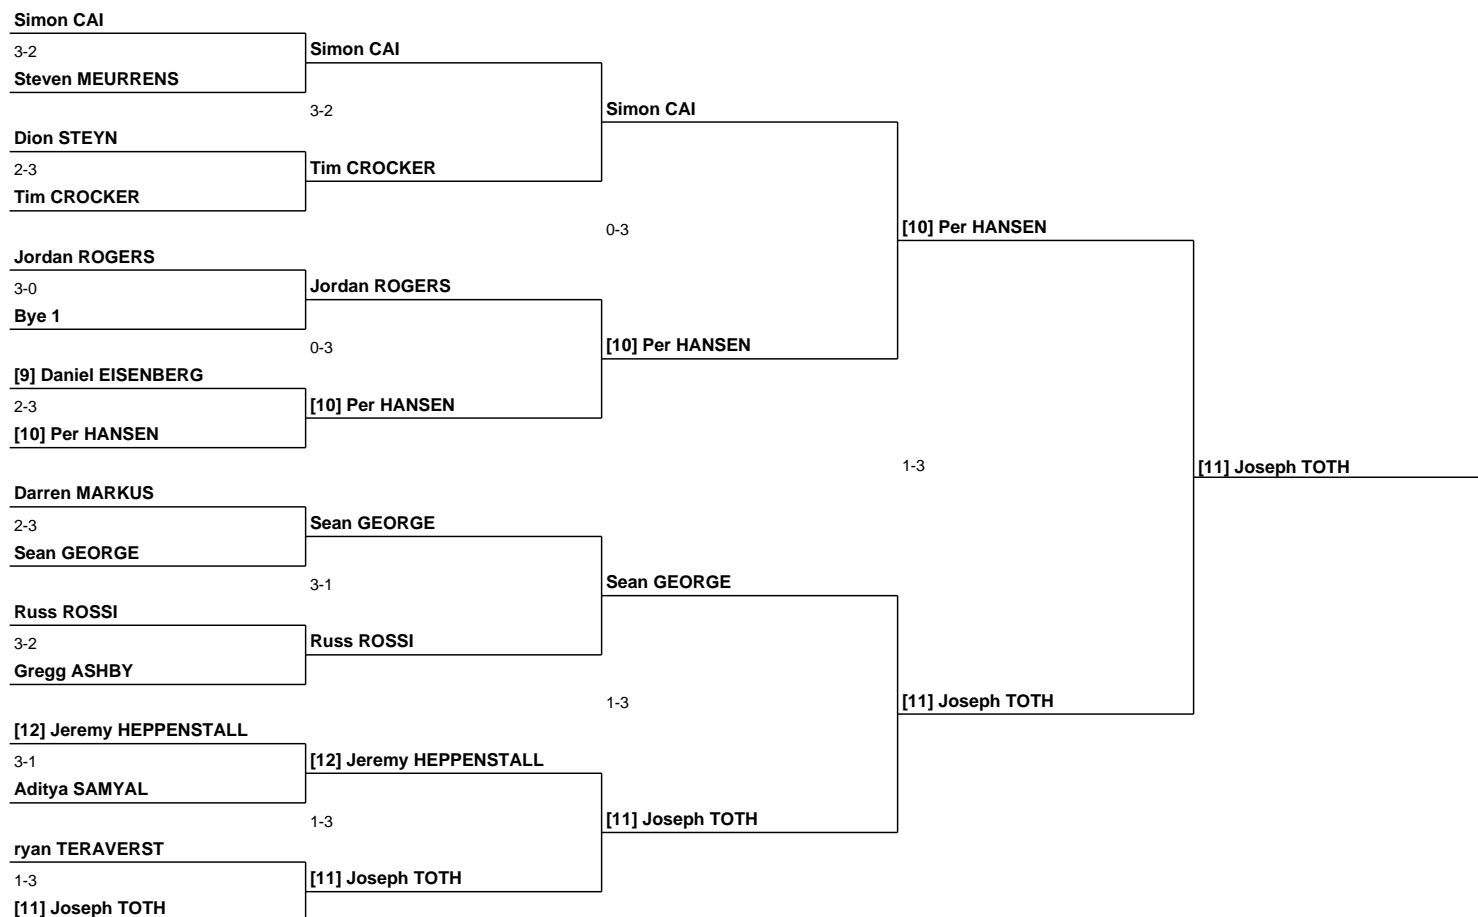 Simon CAI
3-2
Steven MEURRENS
Dion STEYN
2-3
Tim CROCKER
Jordan ROGERS
3-0
Bye 1
[9] Daniel EISENBERG
2-3
[10] Per HANSEN
Darren MARKUS
2-3
Sean GEORGE
Russ ROSSI
3-2
Gregg ASHBY
[12] Jeremy HEPPENSTALL
3-1
Aditya SAMYAL
ryan TERAVERST
1-3
[11] Joseph TOTH
Simon CAI
3-2
Tim CROCKER
Jordan ROGERS
0-3
[10] Per HANSEN
Sean GEORGE
3-1
Russ ROSSI
[12] Jeremy HEPPENSTALL
1-3
[11] Joseph TOTH
Simon CAI
0-3
[10] Per HANSEN
Sean GEORGE
1-3
[11] Joseph TOTH
[10] Per HANSEN
1-3
[11] Joseph TOTH
[11] Joseph TOTH